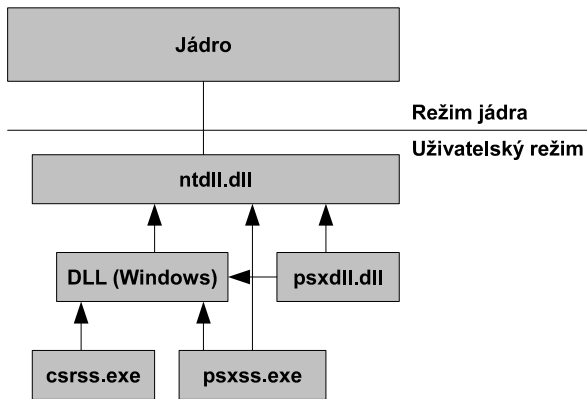 Jádro
Režim jádra
Uživatelský režim
ntdll.dll
DLL (Windows)
psxdll.dll
csrss.exe
psxss.exe